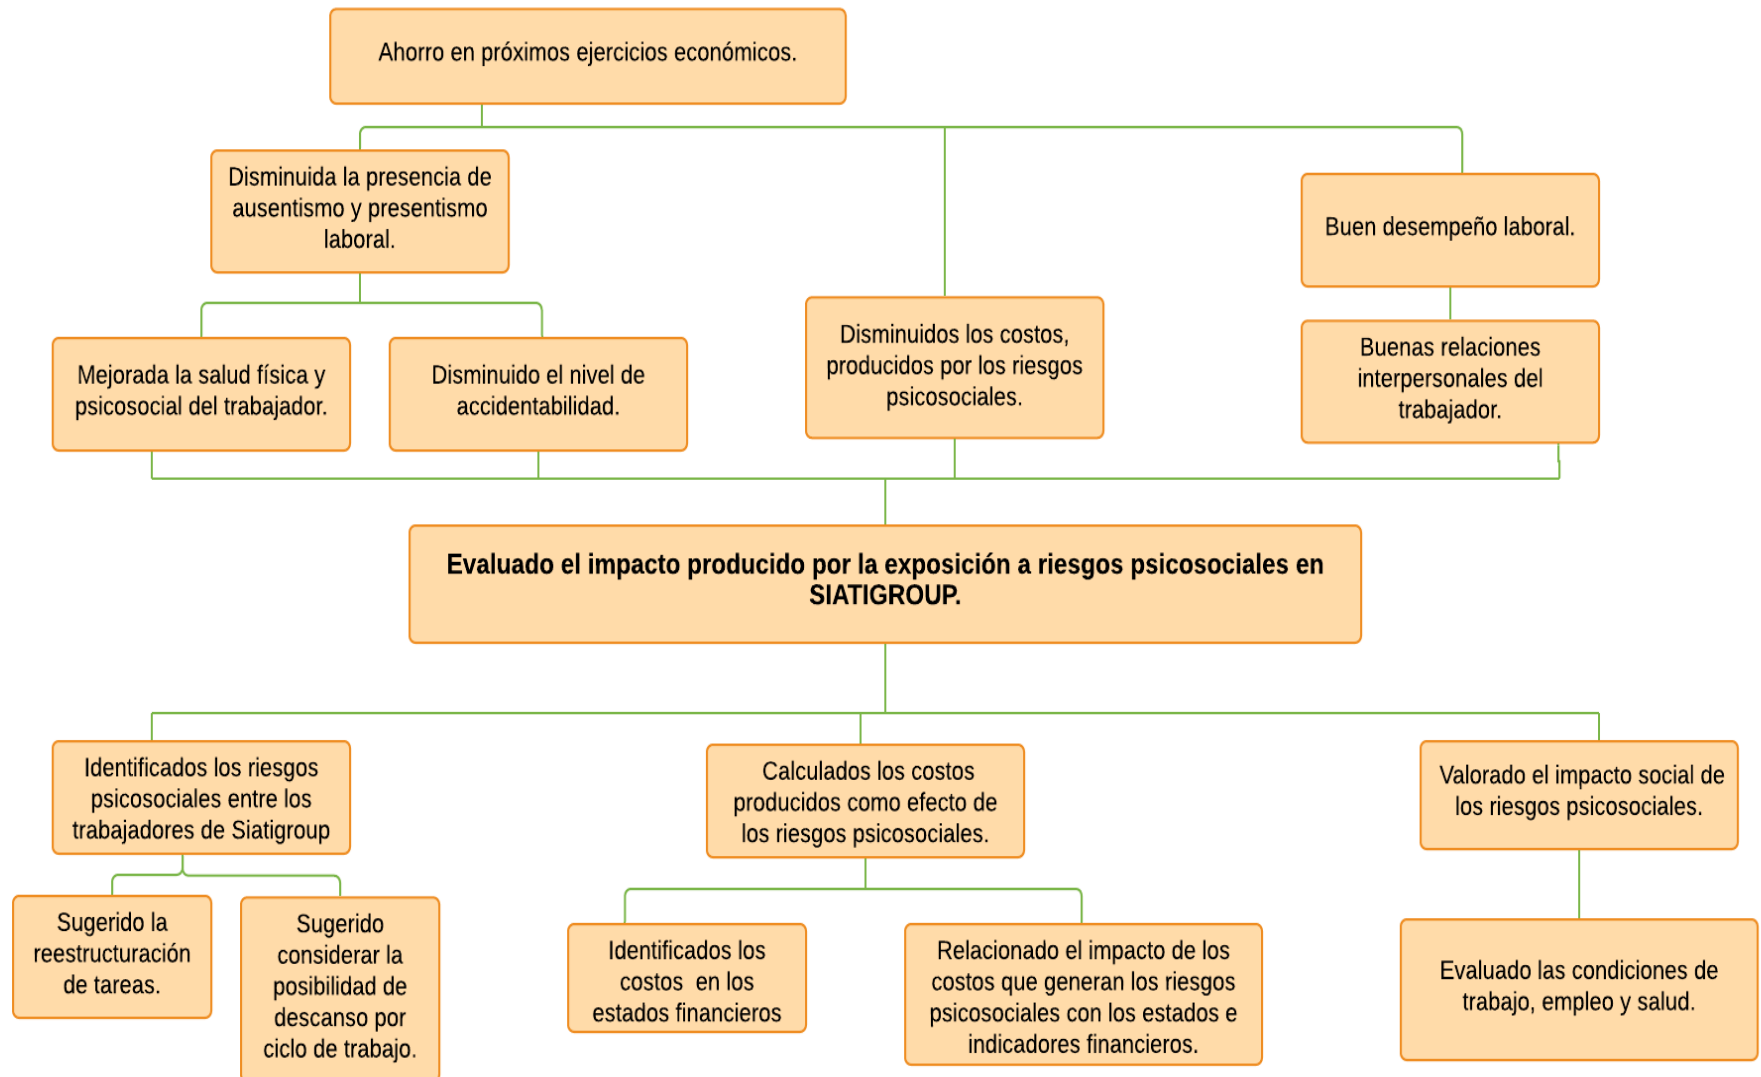 Ahorro en próximos ejercicios económicos.
Disminuida la presencia de
ausentismo y presentismo
laboral.
Buen desempeño laboral.
Mejorada la salud física y
psicosocial del trabajador.
Disminuido el nivel de
accidentabilidad.
Disminuidos los costos,
producidos por los riesgos
psicosociales.
Buenas relaciones
interpersonales del
trabajador.
Evaluado el impacto producido por la exposición a riesgos psicosociales en
SIATIGROUP.
Identificados los riesgos
psicosociales entre los
trabajadores de Siatigroup
Calculados los costos
producidos como efecto de
los riesgos psicosociales.
Valorado el impacto social de
los riesgos psicosociales.
Sugerido la
reestructuración
de tareas.
Sugerido
considerar la
posibilidad de
descanso por
ciclo de trabajo.
Identificados los
costos  en los
estados financieros
Relacionado el impacto de los
costos que generan los riesgos
psicosociales con los estados e
indicadores financieros.
Evaluado las condiciones de
trabajo, empleo y salud.